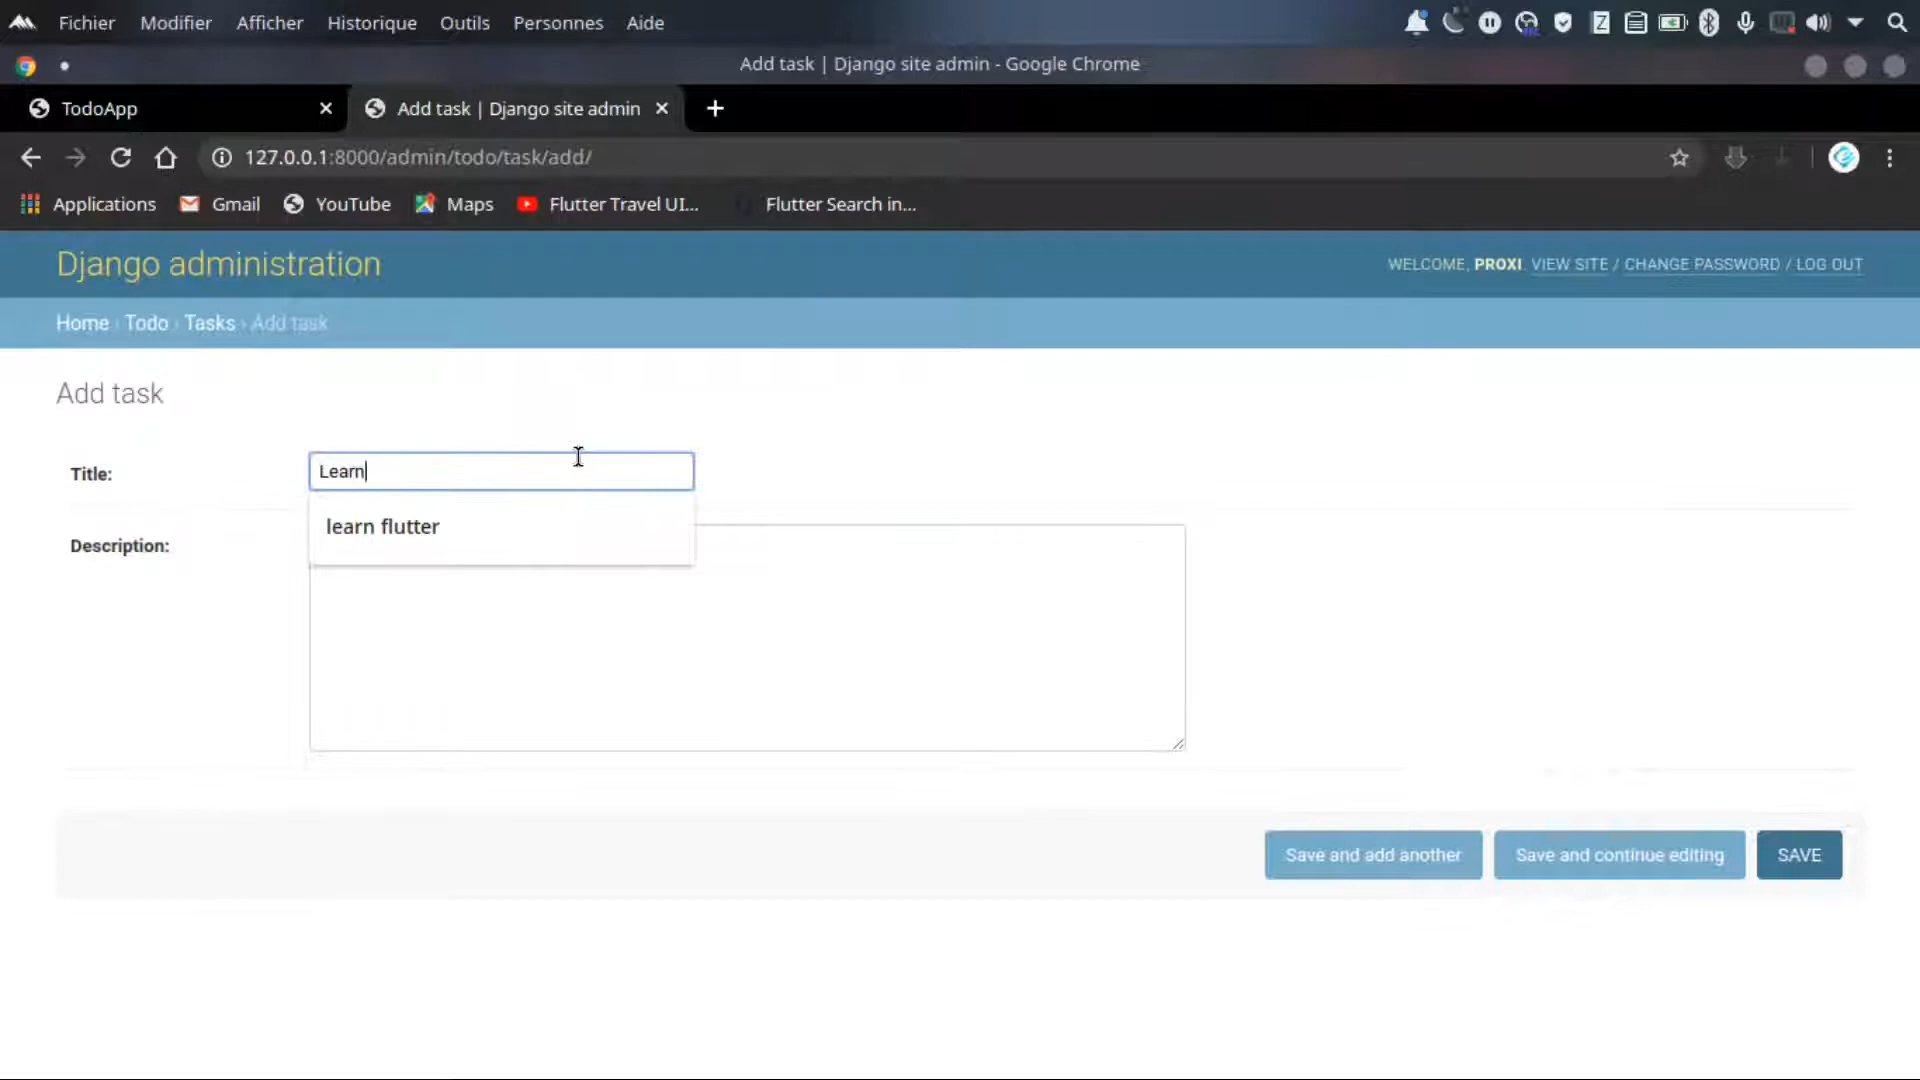 Fichier Modifier Afficher Historique Outils Personnes Aide
Add task | Django site admin - Google Chrome
TodoApp Add task | Django site admin
127.0.0.1:8000/admin/todo/task/add/
Applications Gmail YouTube Maps Flutter Travel UI... Flutter Search in...
Django administration
WELCOME, PROXI. VIEW SITE / CHANGE PASSWORD / LOG OUT
Home › Todo › Tasks › Add task
Add task
Title: Learn
learn flutter
Description:
Save and add another Save and continue editing SAVE